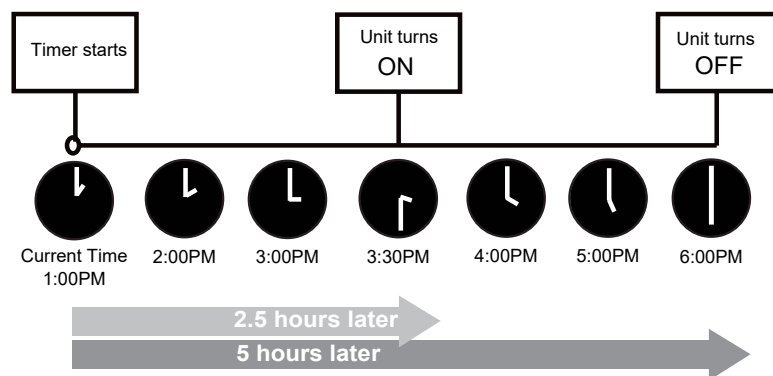 Timer starts
Unit turns
ON
Unit turns
OFF
Current Time
1:00PM
2:00PM
3:00PM
3:30PM
4:00PM
5:00PM
6:00PM
2.5 hours later
5 hours later